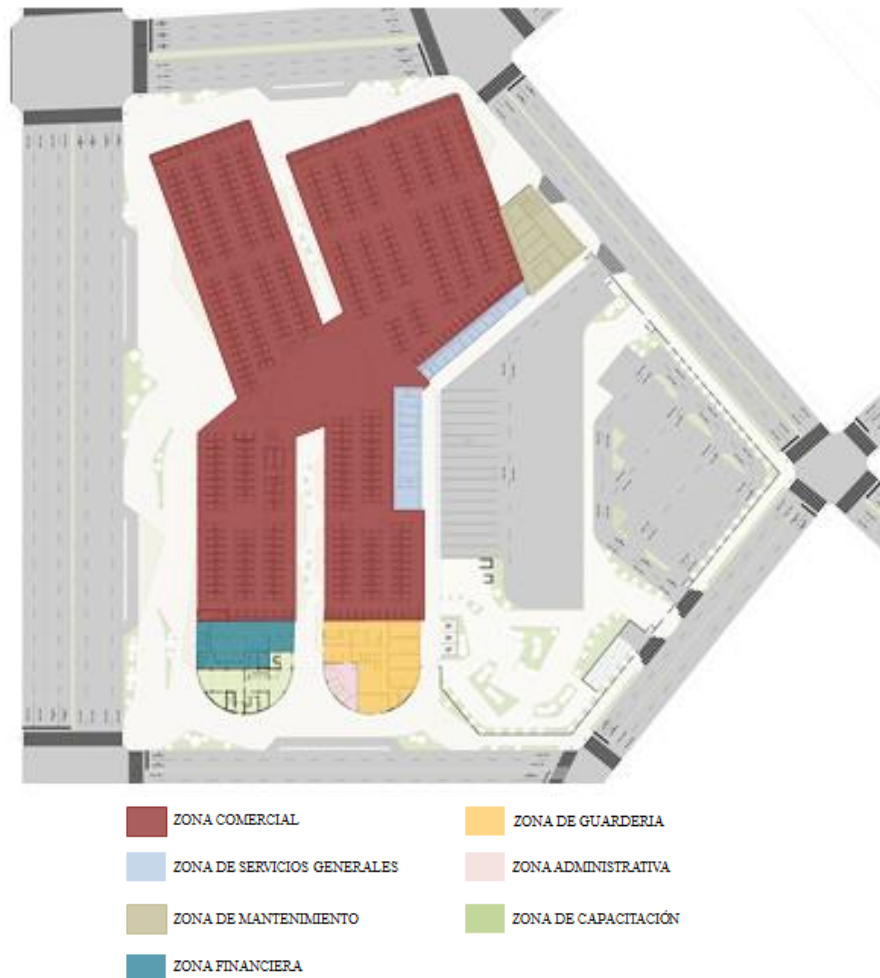 ZONA COMERCIAL
ZONA DE GUARDERIA
ZONA DE SERVICIOS GENERALES
ZONA ADMINISTRATIVA
ZONA DE MANTENIMIENTO
ZONA DE CAPACITACIÓN
ZONA FINANCIERA